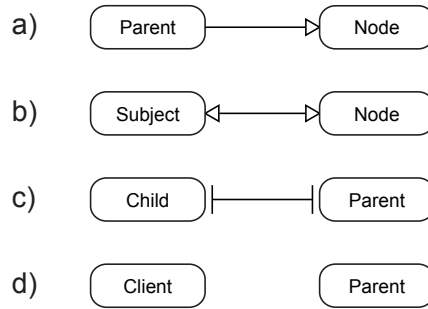 a) Parent Node
b) Subject Node
c) Child Parent
d) Client Parent